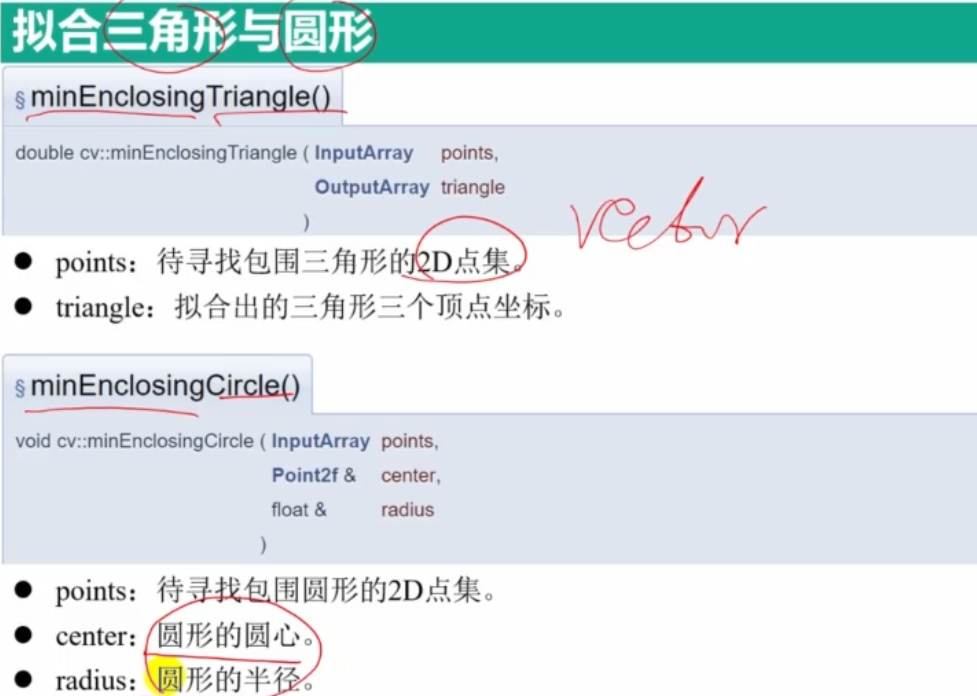 拟合三角形与圆形
§ minEnclosingTriangle()
double cv::minEnclosingTriangle ( InputArray points,
OutputArray triangle
)
vector
● points：待寻找包围三角形的2D点集。
● triangle：拟合出的三角形三个顶点坐标。
§ minEnclosingCircle()
void cv::minEnclosingCircle ( InputArray points,
Point2f & center,
float & radius
)
● points：待寻找包围圆形的2D点集。
● center：圆形的圆心。
● radius：圆形的半径。